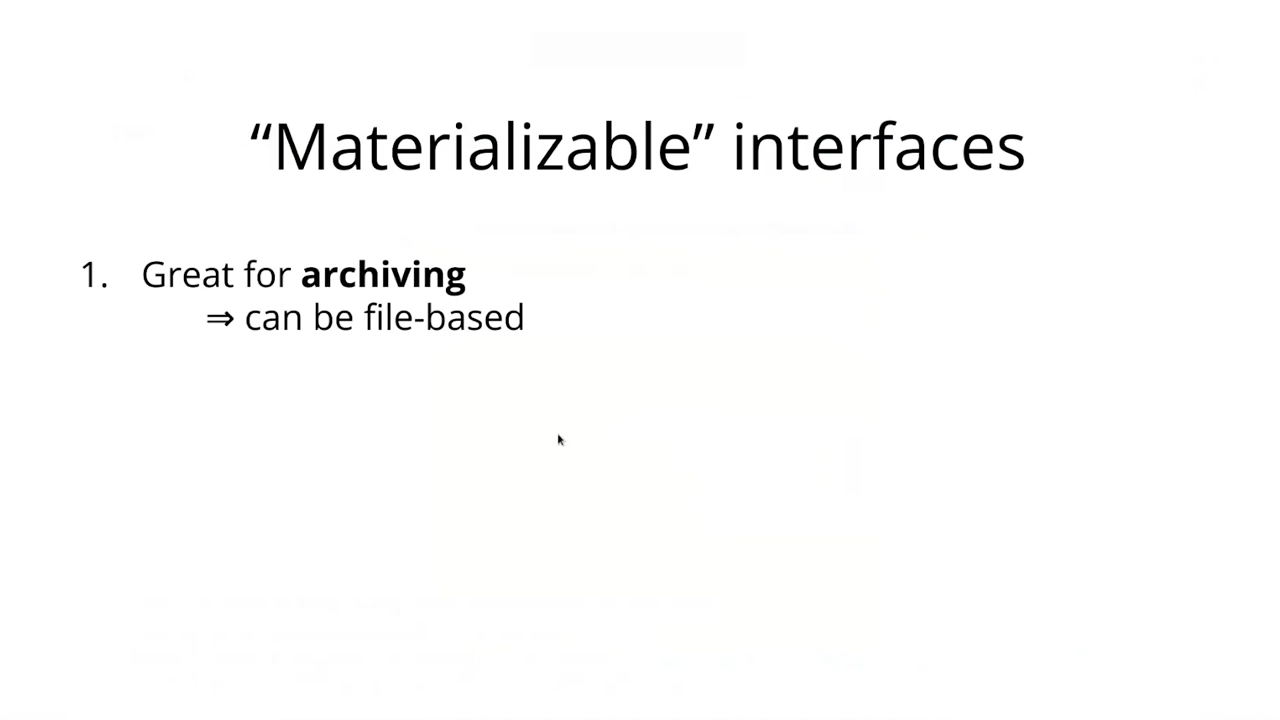 “Materializable” interfaces
1. Great for archiving
⇒ can be file-based